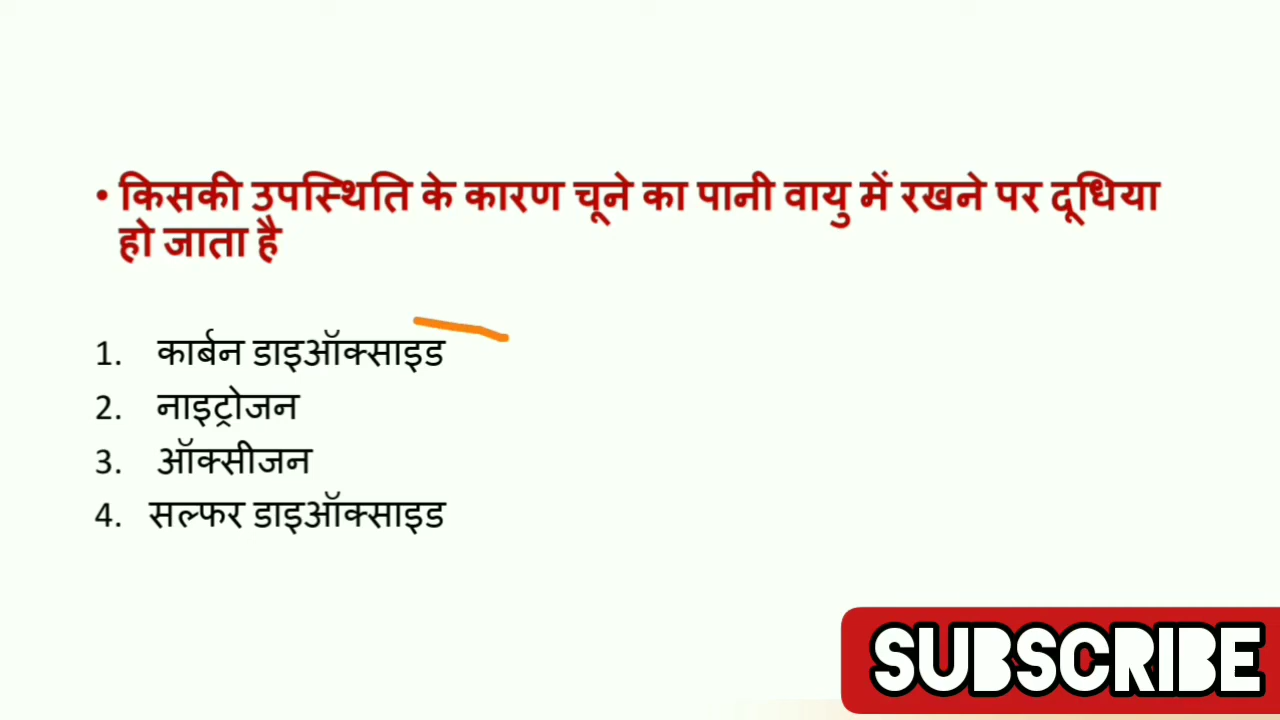 • किसकी उपस्थिति के कारण चूने का पानी वायु में रखने पर दूधिया
हो जाता है
1. कार्बन डाइऑक्साइड
2. नाइट्रोजन
3. ऑक्सीजन
4. सल्फर डाइऑक्साइड
SUBSCRIBE